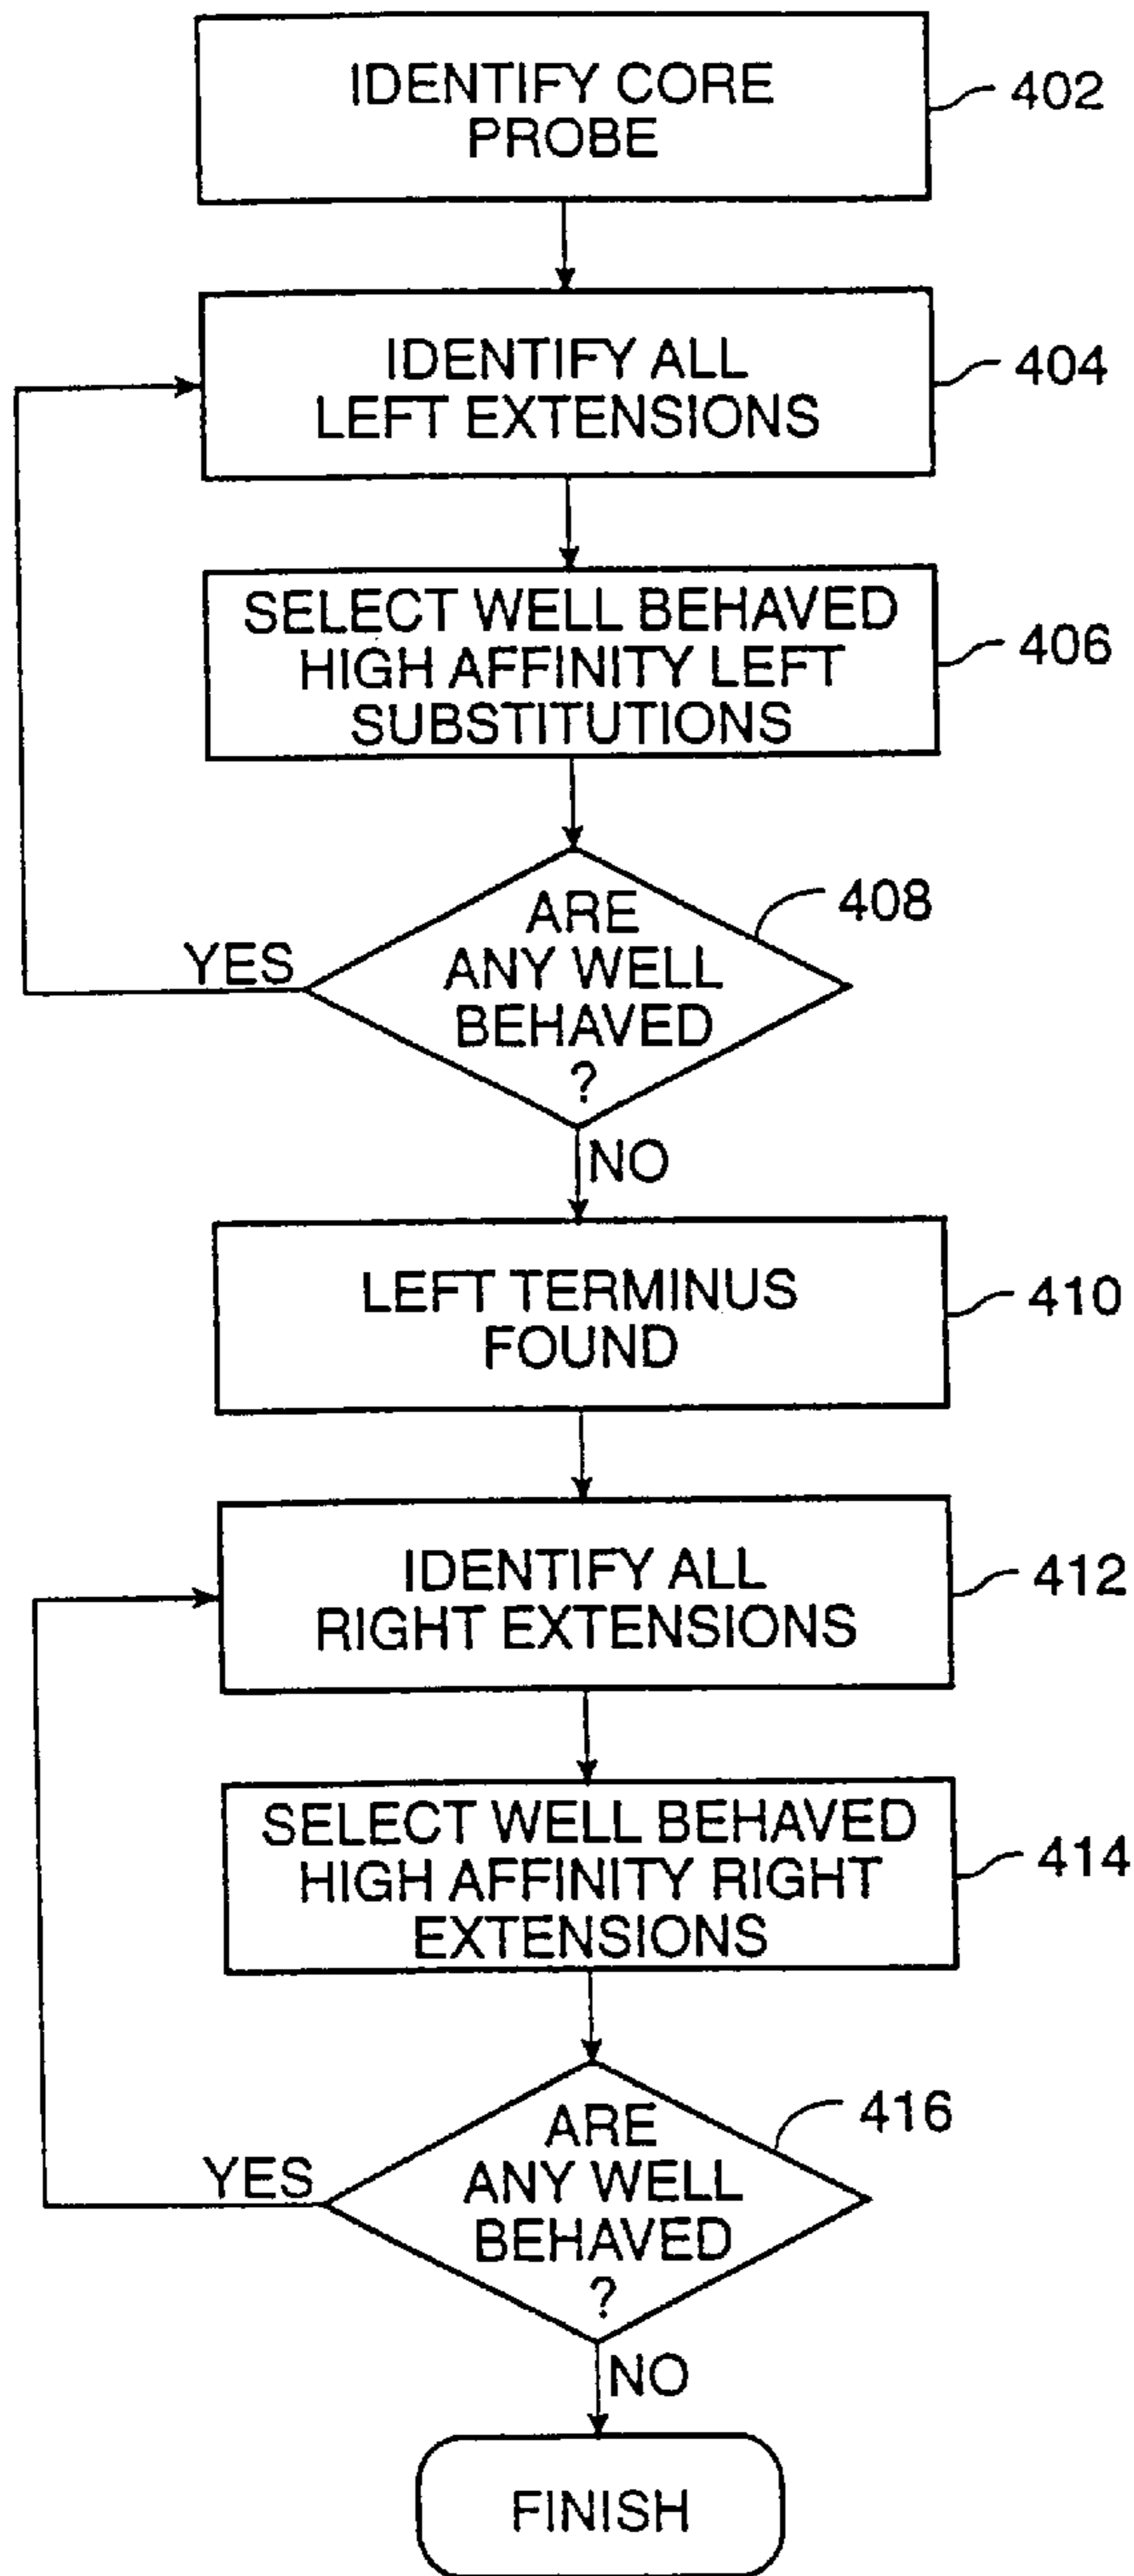 IDENTIFY CORE
PROBE
402
IDENTIFY ALL
LEFT EXTENSIONS
404
SELECT WELL BEHAVED
HIGH AFFINITY LEFT
SUBSTITUTIONS
406
ARE
ANY WELL
BEHAVED
?
408
YES
NO
LEFT TERMINUS
FOUND
410
IDENTIFY ALL
RIGHT EXTENSIONS
412
SELECT WELL BEHAVED
HIGH AFFINITY RIGHT
EXTENSIONS
414
ARE
ANY WELL
BEHAVED
?
416
YES
NO
FINISH